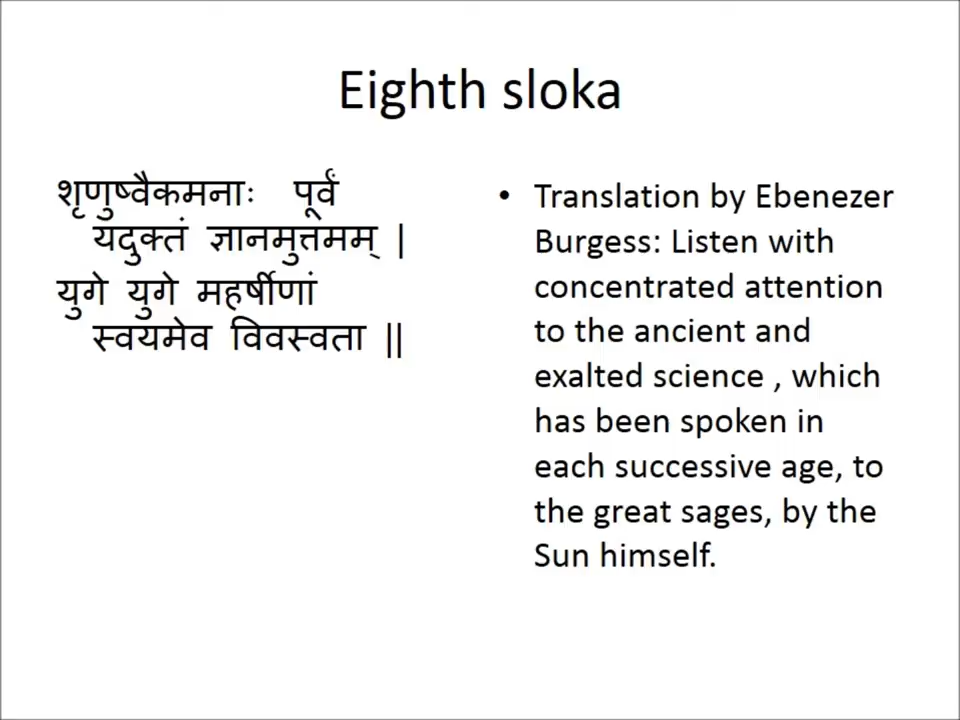 Eighth sloka
शृणुष्वैकमनाः पूर्वं
यदुक्तं ज्ञानमुत्तमम् |
युगे युगे महर्षीणां
स्वयमेव विवस्वता ||
• Translation by Ebenezer
Burgess: Listen with
concentrated attention
to the ancient and
exalted science , which
has been spoken in
each successive age, to
the great sages, by the
Sun himself.